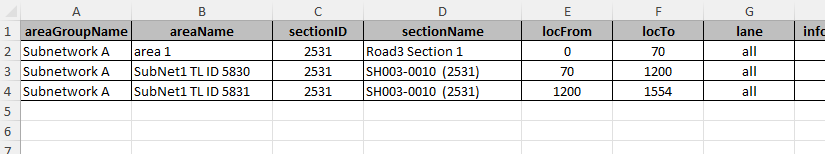 A B C D E F G
1 areaGroupName areaName sectionID sectionName locFrom locTo lane info
2 Subnetwork A area 1 2531 Road3 Section 1 0 70 all
3 Subnetwork A SubNet1 TL ID 5830 2531 SH003-0010 (2531) 70 1200 all
4 Subnetwork A SubNet1 TL ID 5831 2531 SH003-0010 (2531) 1200 1554 all
5
6
7